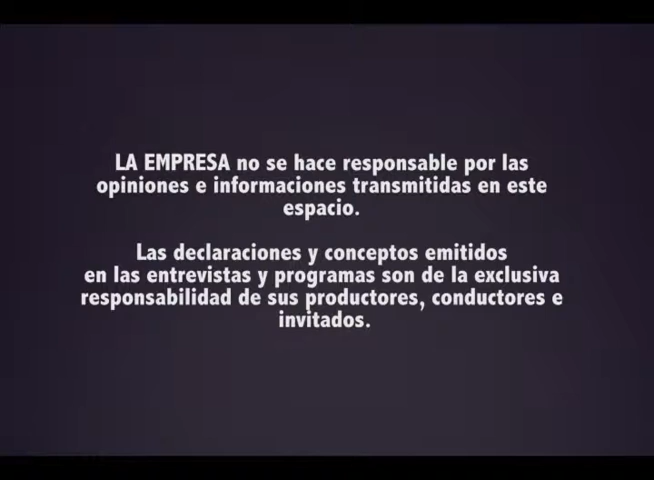 LA EMPRESA no se hace responsable por las
opiniones e informaciones transmitidas en este
espacio.
Las declaraciones y conceptos emitidos
en las entrevistas y programas son de la exclusiva
responsabilidad de sus productores, conductores e
invitados.